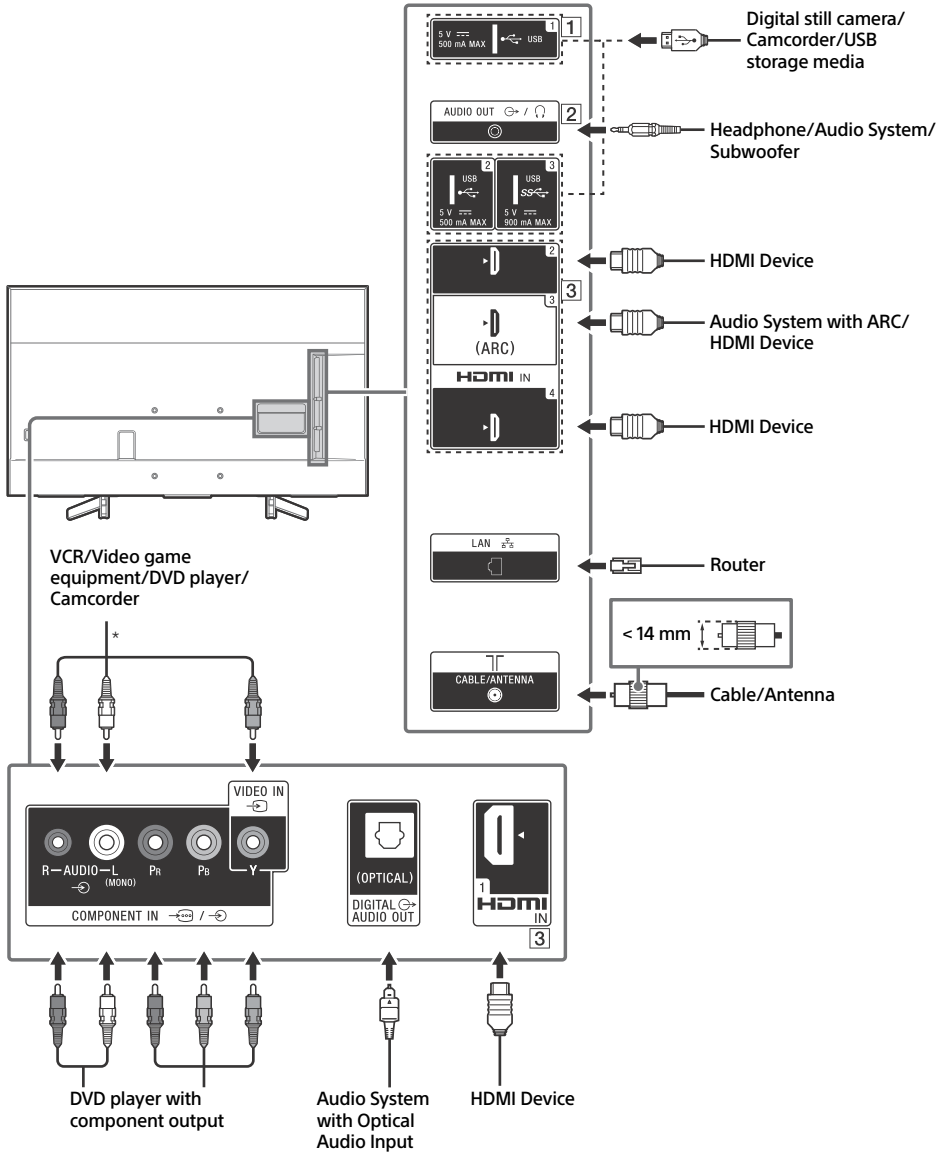 5 V
500 mA MAX
USB
1
1
Digital still camera/
Camcorder/USB
storage media
AUDIO OUT /
2
Headphone/Audio System/
Subwoofer
2
USB
5 V
500 mA MAX
3
USB
SS
5 V
900 mA MAX
2
HDMI Device
3
3
(ARC)
Audio System with ARC/
HDMI Device
HDMI IN
4
HDMI Device
LAN
Router
< 14 mm
CABLE/ANTENNA
Cable/Antenna
VCR/Video game
equipment/DVD player/
Camcorder
*
VIDEO IN
R-AUDIO-L
(MONO)
PR
PB
Y
COMPONENT IN /
(OPTICAL)
DIGITAL
AUDIO OUT
1
HDMI
IN
3
DVD player with
component output
Audio System
with Optical
Audio Input
HDMI Device